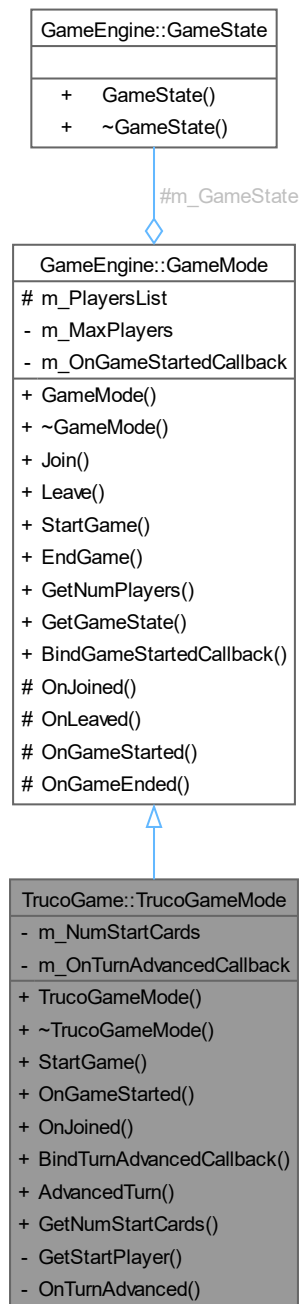 GameEngine::GameState
+ GameState()
+ ~GameState()
#m_GameState
GameEngine::GameMode
# m_PlayersList
- m_MaxPlayers
- m_OnGameStartedCallback
+ GameMode()
+ ~GameMode()
+ Join()
+ Leave()
+ StartGame()
+ EndGame()
+ GetNumPlayers()
+ GetGameState()
+ BindGameStartedCallback()
# OnJoined()
# OnLeaved()
# OnGameStarted()
# OnGameEnded()
TrucoGame::TrucoGameMode
- m_NumStartCards
- m_OnTurnAdvancedCallback
+ TrucoGameMode()
+ ~TrucoGameMode()
+ StartGame()
+ OnGameStarted()
+ OnJoined()
+ BindTurnAdvancedCallback()
+ AdvancedTurn()
+ GetNumStartCards()
- GetStartPlayer()
- OnTurnAdvanced()